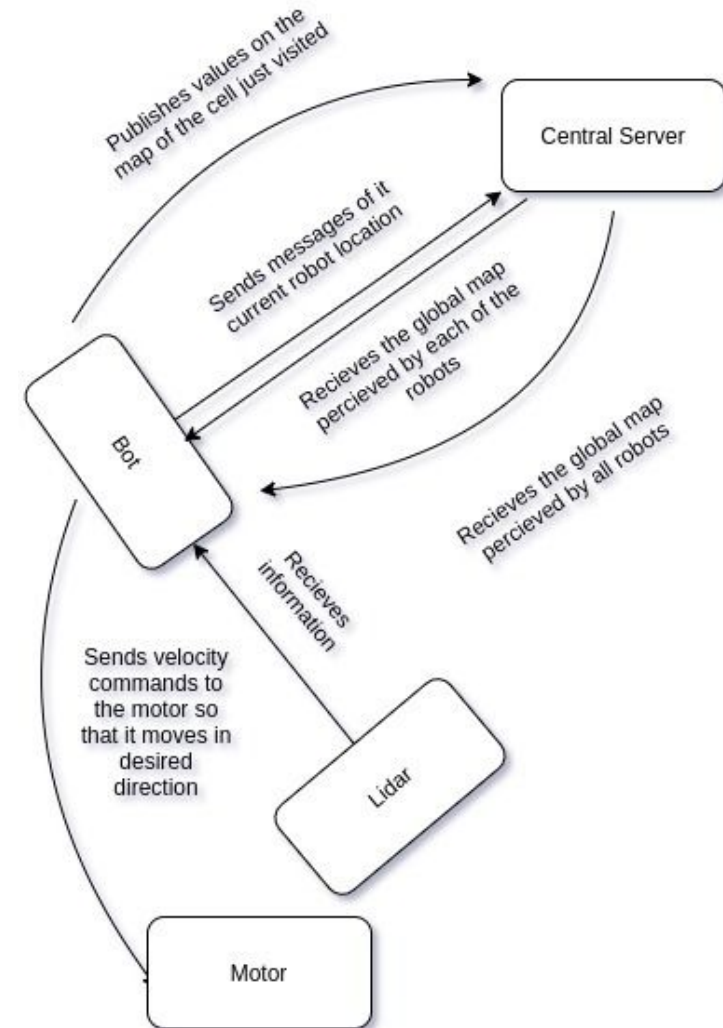 Publishes values on the
map of the cell just visited
Central Server
Sends messages of it
current robot location
Recieves the global map
percieved by each of the
robots
Bot
Recieves the global map
percieved by all robots
Recieves
information
Sends velocity
commands to
the motor so
that it moves in
desired
direction
Lidar
Motor